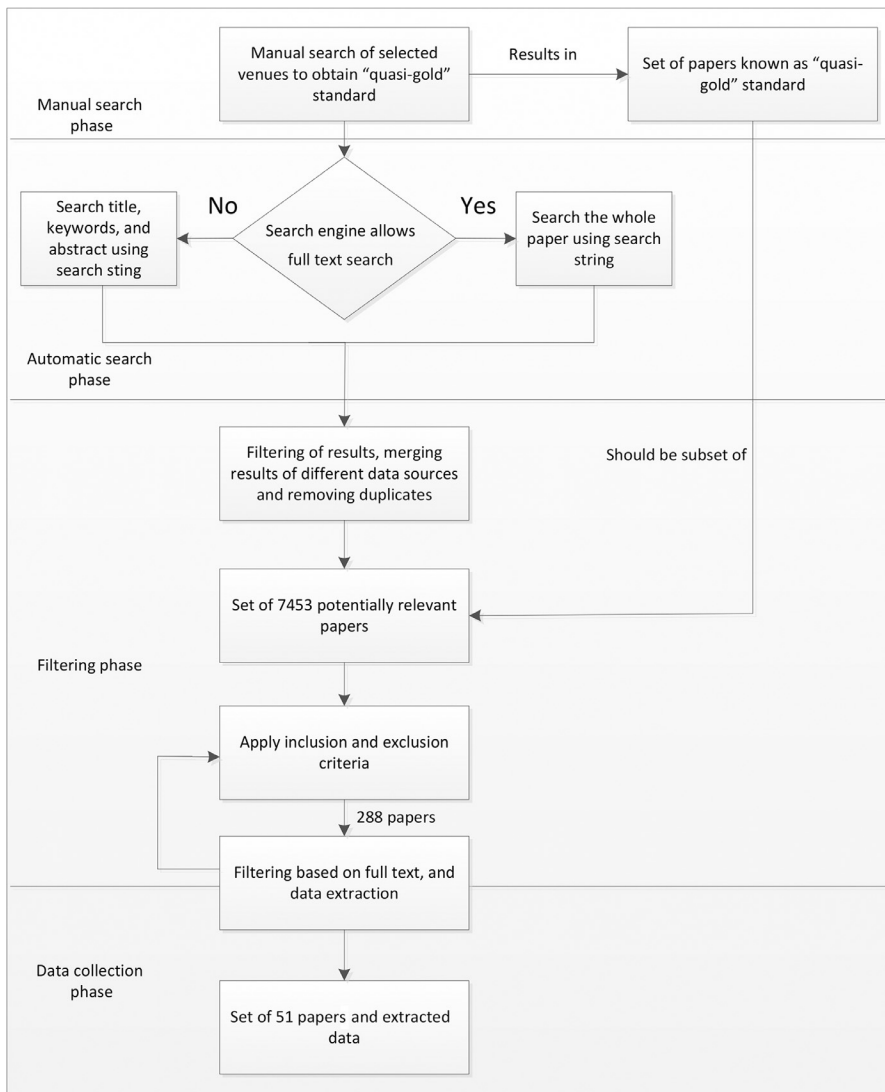 Manual search of selected
venues to obtain “quasi-gold”
standard
Results in
Set of papers known as “quasi-
gold” standard
Manual search
phase
No
Yes
Search title,
keywords, and
abstract using
search sting
Search engine allows
full text search
Search the whole
paper using search
string
Automatic search
phase
Filtering of results, merging
results of different data sources
and removing duplicates
Should be subset of
Set of 7453 potentially relevant
papers
Filtering phase
Apply inclusion and exclusion
criteria
288 papers
Filtering based on full text, and
data extraction
Data collection
phase
Set of 51 papers and extracted
data